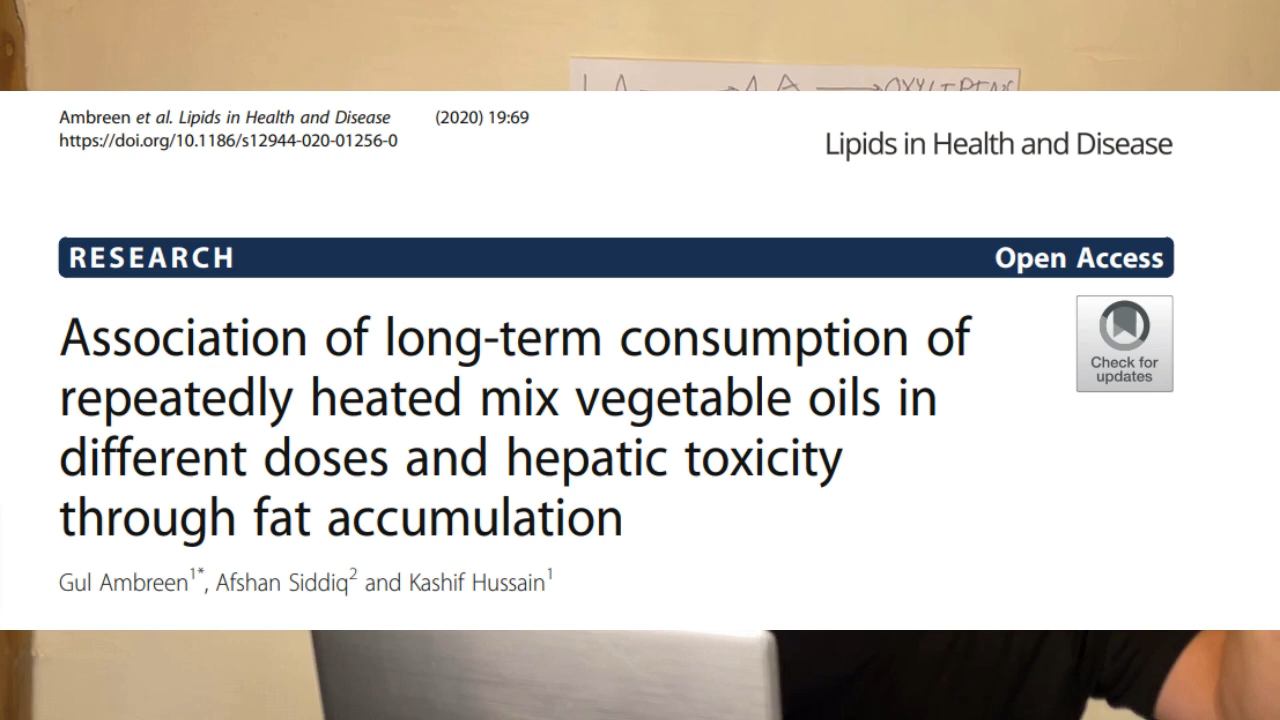 LA → AA → OXYLIPINS
Ambreen et al. Lipids in Health and Disease (2020) 19:69
https://doi.org/10.1186/s12944-020-01256-0
Lipids in Health and Disease
RESEARCH Open Access
Association of long-term consumption of
repeatedly heated mix vegetable oils in
different doses and hepatic toxicity
through fat accumulation
Check for
updates
Gul Ambreen1*, Afshan Siddiq2 and Kashif Hussain1